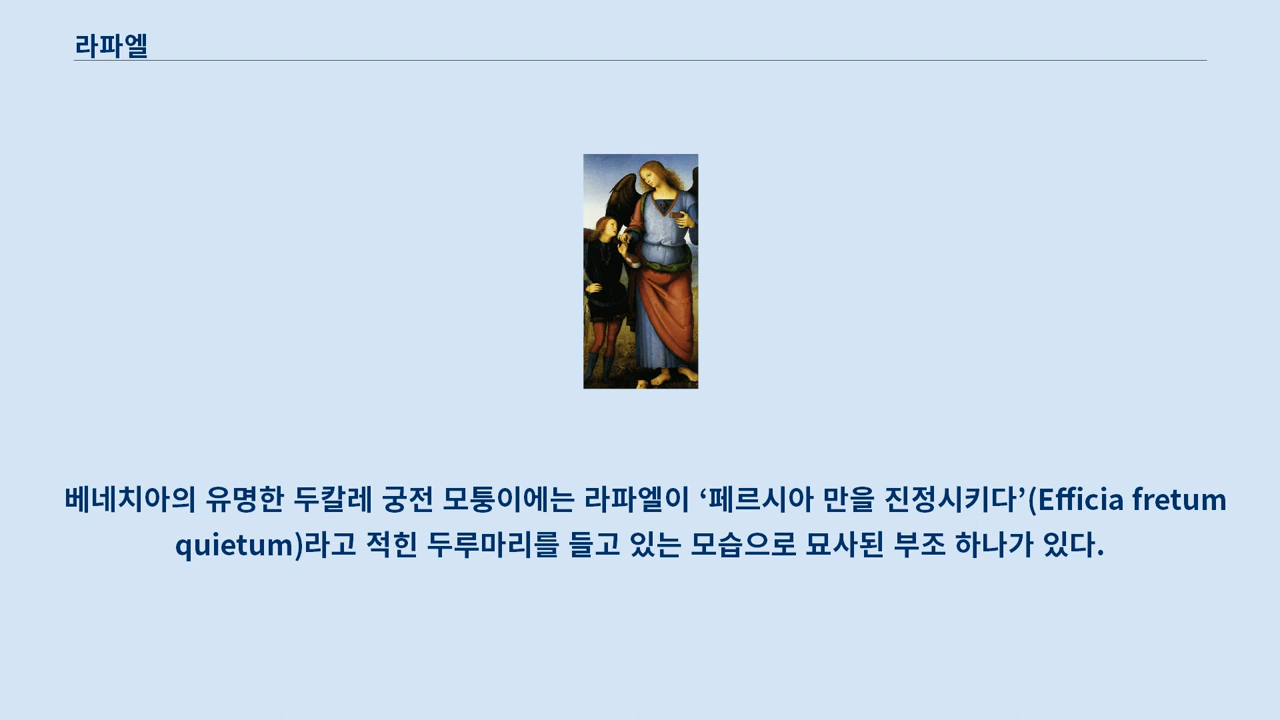 라파엘
베네치아의 유명한 두칼레 궁전 모퉁이에는 라파엘이 ‘페르시아 만을 진정시키다’(Efficia fretum
quietum)라고 적힌 두루마리를 들고 있는 모습으로 묘사된 부조 하나가 있다.